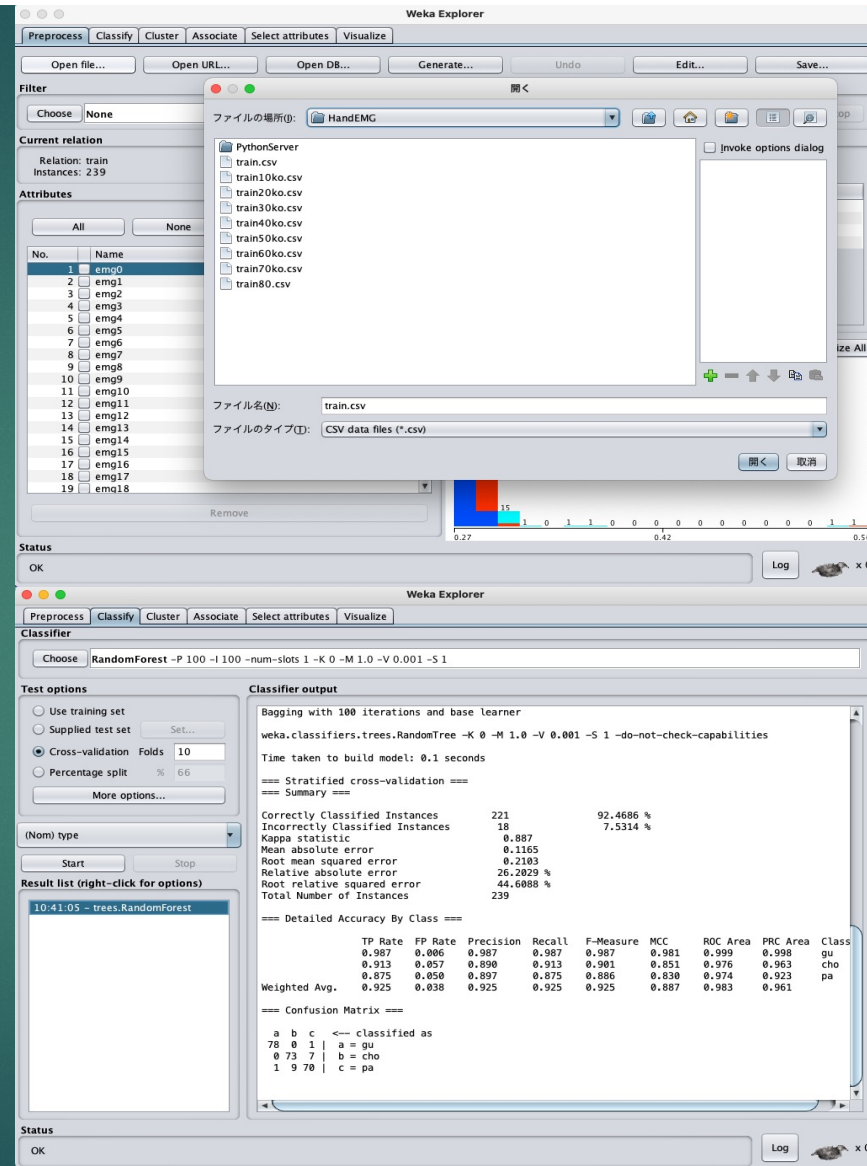 Weka Explorer
Preprocess Classify Cluster Associate Select attributes Visualize
Open file... Open URL... Open DB... Generate... Undo Edit... Save...
Filter
Choose None
開く
ファイルの場所(I): HandEMG
Current relation
Relation: train
Instances: 239
Attributes
All None
No. Name
1 emg0
2 emg1
3 emg2
4 emg3
5 emg4
6 emg5
7 emg6
8 emg7
9 emg8
10 emg9
11 emg10
12 emg11
13 emg12
14 emg13
15 emg14
16 emg15
17 emg16
18 emg17
19 emg18
Remove
PythonServer
train.csv
train10ko.csv
train20ko.csv
train30ko.csv
train40ko.csv
train50ko.csv
train60ko.csv
train70ko.csv
train80.csv
Invoke options dialog
ize All
ファイル名(N): train.csv
ファイルのタイプ(T): CSV data files (*.csv)
開く 取消
15
1 0 1 1 0 0 0 0 0 0 0 0 0 0 1 1
0.27 0.42
Status
OK Log
Weka Explorer
Preprocess Classify Cluster Associate Select attributes Visualize
Classifier
Choose RandomForest -P 100 -I 100 -num-slots 1 -K 0 -M 1.0 -V 0.001 -S 1
Test options
Use training set
Supplied test set Set...
Cross-validation Folds 10
Percentage split % 66
More options...
(Nom) type
Start Stop
Result list (right-click for options)
10:41:05 - trees.RandomForest
Classifier output
Bagging with 100 iterations and base learner
weka.classifiers.trees.RandomTree -K 0 -M 1.0 -V 0.001 -S 1 -do-not-check-capabilities
Time taken to build model: 0.1 seconds
=== Stratified cross-validation ===
=== Summary ===
Correctly Classified Instances 221 92.4686 %
Incorrectly Classified Instances 18 7.5314 %
Kappa statistic 0.887
Mean absolute error 0.1165
Root mean squared error 0.2103
Relative absolute error 26.2029 %
Root relative squared error 44.6088 %
Total Number of Instances 239
=== Detailed Accuracy By Class ===
TP Rate FP Rate Precision Recall F-Measure MCC ROC Area PRC Area Class
0.987 0.006 0.987 0.987 0.987 0.981 0.999 0.998 gu
0.913 0.057 0.890 0.913 0.901 0.851 0.976 0.963 cho
0.875 0.050 0.897 0.875 0.886 0.830 0.974 0.923 pa
Weighted Avg. 0.925 0.038 0.925 0.925 0.925 0.887 0.983 0.961
=== Confusion Matrix ===
a b c <-- classified as
78 0 1 | a = gu
0 73 7 | b = cho
1 9 70 | c = pa
Status
OK Log